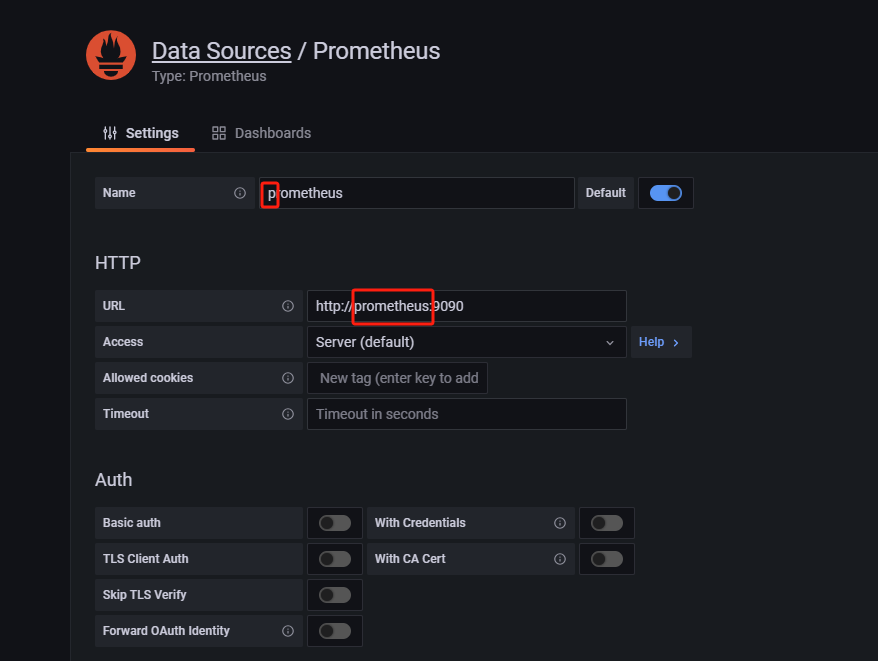 Data Sources / Prometheus
Type: Prometheus
Settings Dashboards
Name prometheus Default
HTTP
URL http://prometheus:9090
Access Server (default) Help
Allowed cookies New tag (enter key to add
Timeout Timeout in seconds
Auth
Basic auth With Credentials
TLS Client Auth With CA Cert
Skip TLS Verify
Forward OAuth Identity